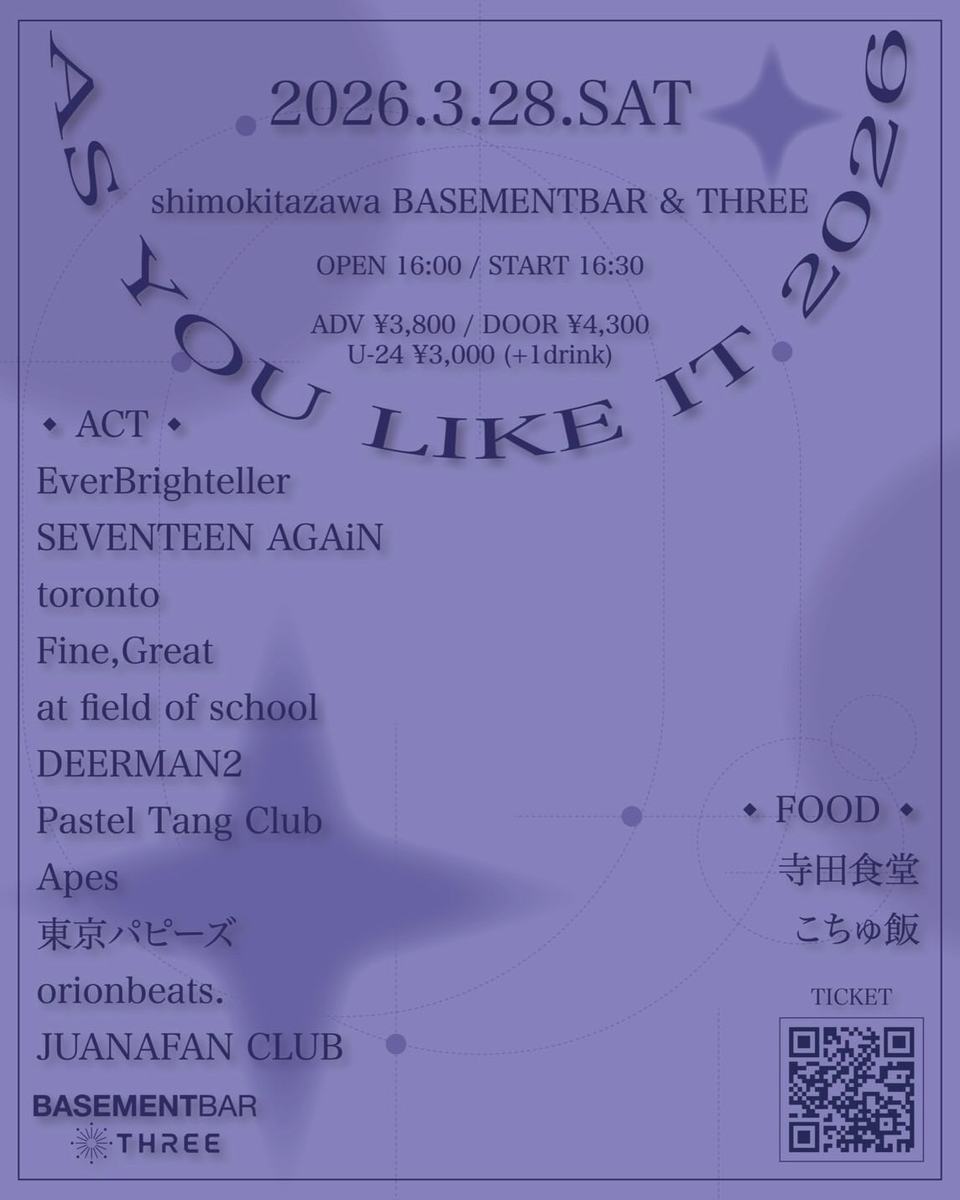 AS YOU LIKE IT 2026
2026.3.28.SAT
shimokitazawa BASEMENTBAR & THREE
OPEN 16:00 / START 16:30
ADV ¥3,800 / DOOR ¥4,300
U-24 ¥3,000 (+1drink)
◆ ACT ◆
EverBrighteller
SEVENTEEN AGAiN
toronto
Fine,Great
at field of school
DEERMAN2
Pastel Tang Club
Apes
東京パピーズ
orionbeats.
JUANAFAN CLUB
BASEMENTBAR
THREE
◆ FOOD ◆
寺田食堂
こちゅ飯
TICKET